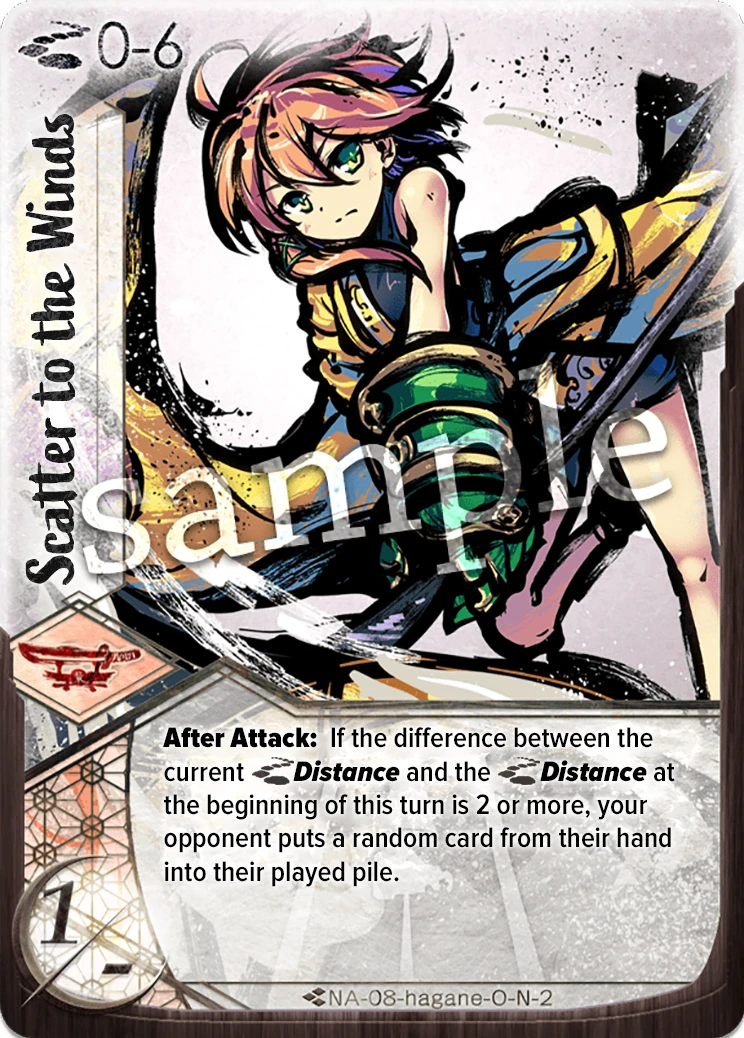 0-6
Scatter to the Winds
sample
After Attack: If the difference between the
current Distance and the Distance at
the beginning of this turn is 2 or more, your
opponent puts a random card from their hand
into their played pile.
1/-
NA-08-hagane-O-N-2